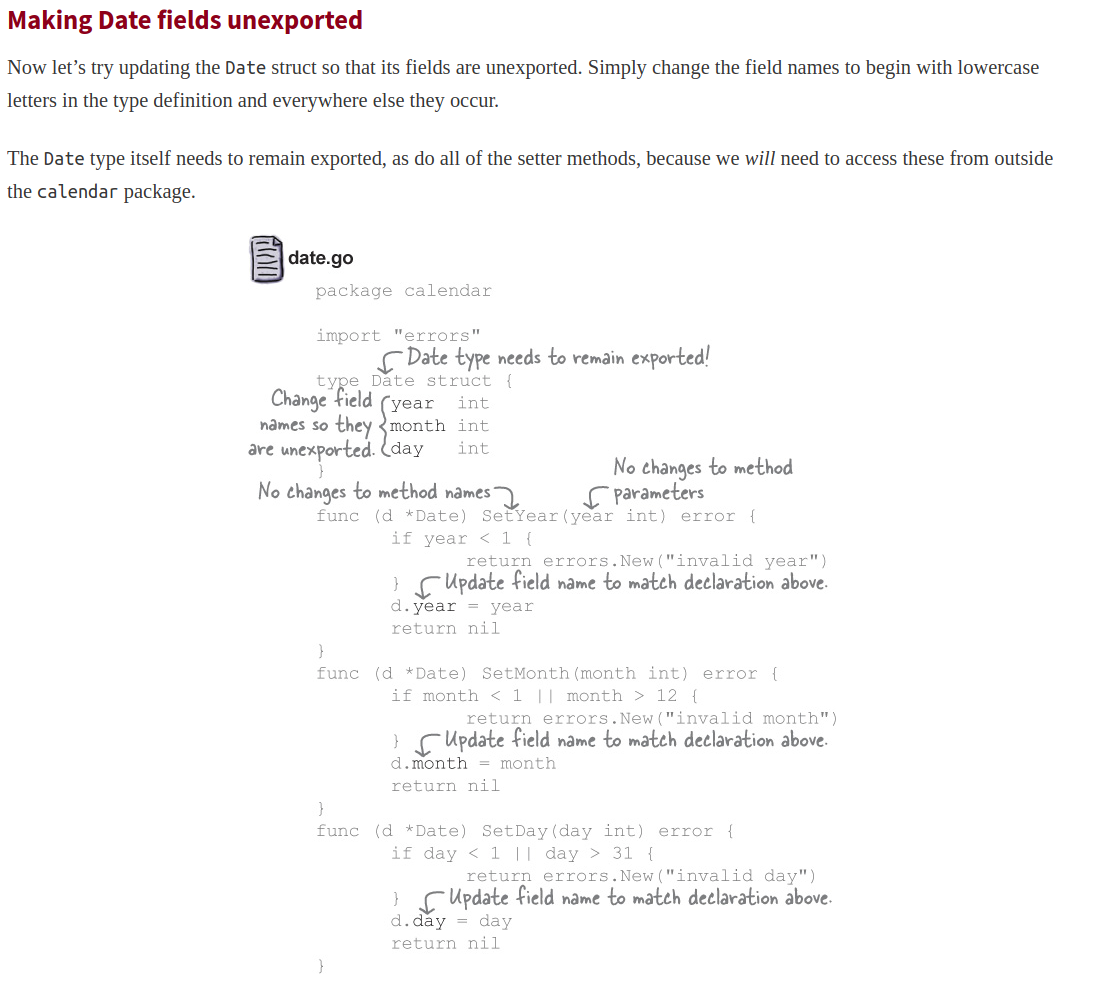 Making Date fields unexported
Now let’s try updating the Date struct so that its fields are unexported. Simply change the field names to begin with lowercase
letters in the type definition and everywhere else they occur.
The Date type itself needs to remain exported, as do all of the setter methods, because we will need to access these from outside
the calendar package.
date.go
package calendar
import "errors"
Date type needs to remain exported!
type Date struct {
Change field
names so they
are unexported.
year int
month int
day int
}
No changes to method names
No changes to method
parameters
func (d *Date) SetYear(year int) error {
if year < 1 {
return errors.New("invalid year")
}
Update field name to match declaration above.
d.year = year
return nil
}
func (d *Date) SetMonth(month int) error {
if month < 1 || month > 12 {
return errors.New("invalid month")
}
Update field name to match declaration above.
d.month = month
return nil
}
func (d *Date) SetDay(day int) error {
if day < 1 || day > 31 {
return errors.New("invalid day")
}
Update field name to match declaration above.
d.day = day
return nil
}